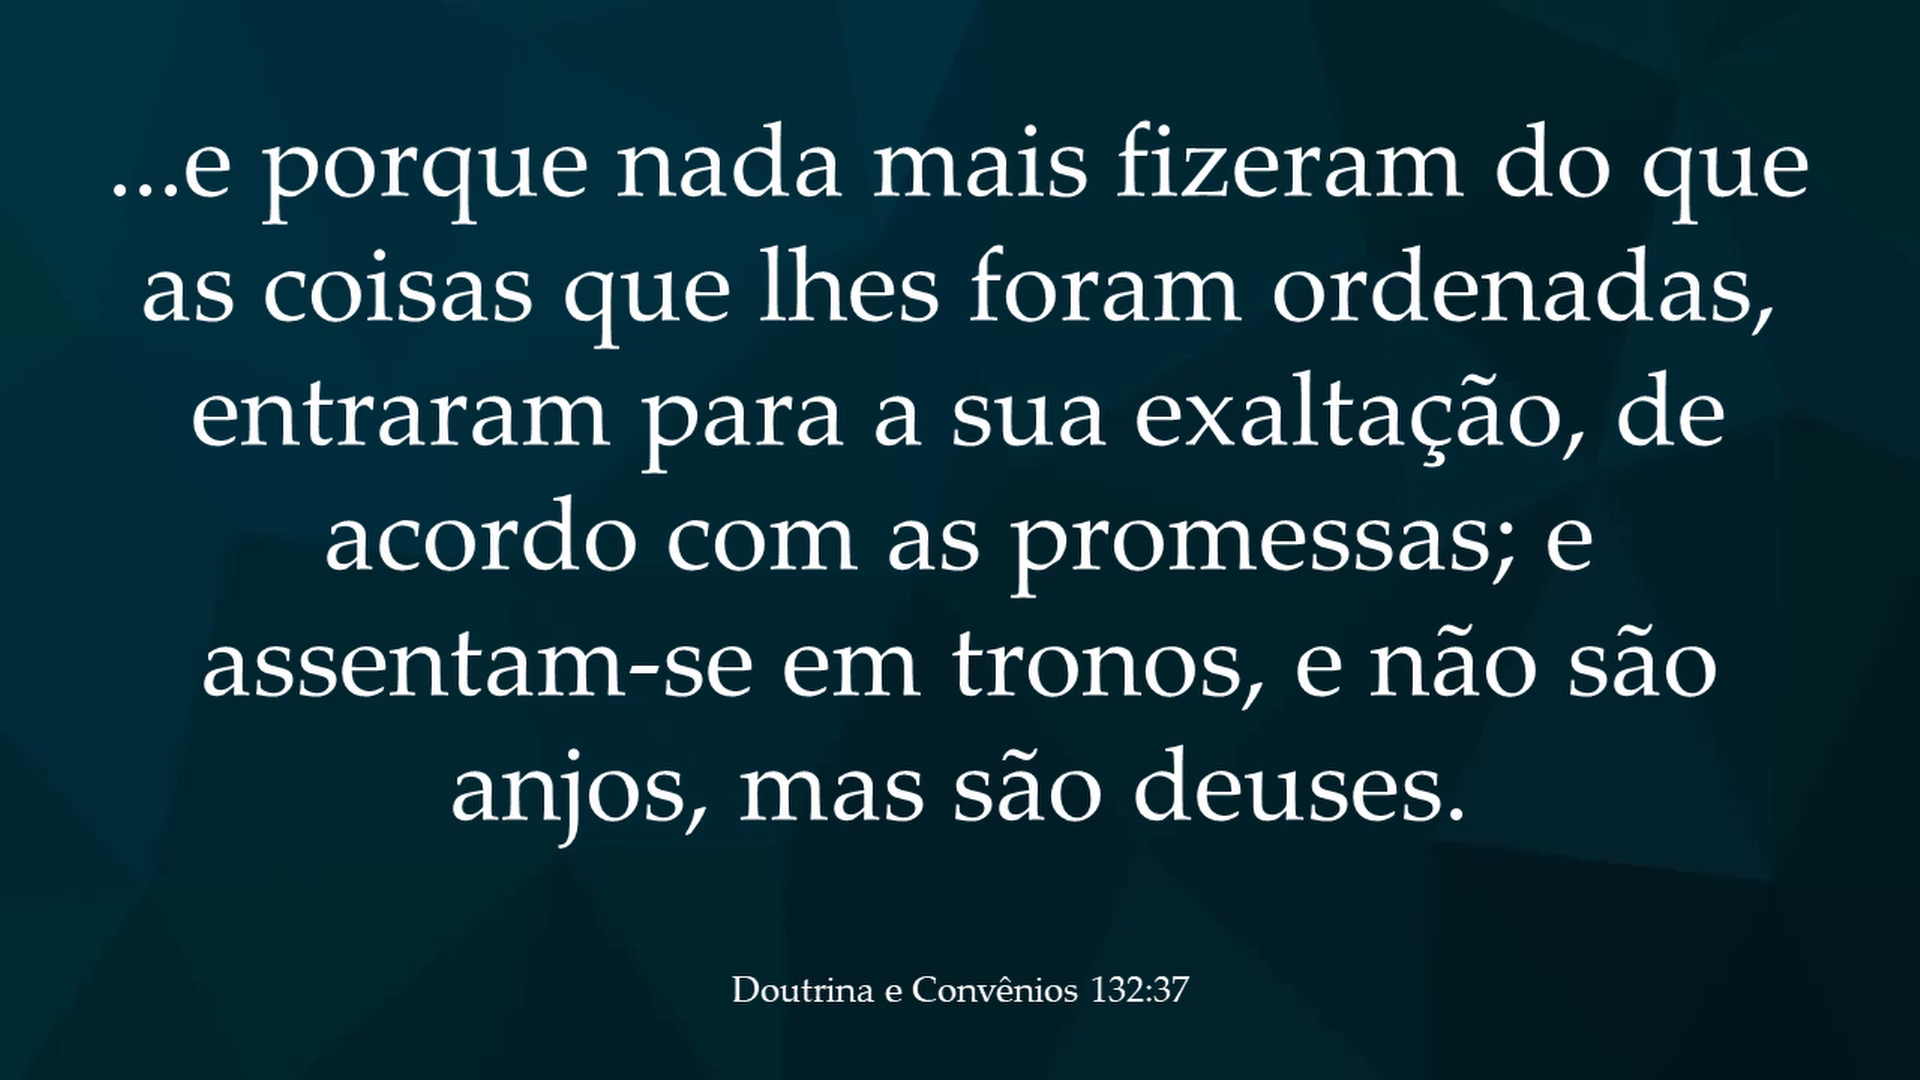 ...e porque nada mais fizeram do que
as coisas que lhes foram ordenadas,
entraram para a sua exaltação, de
acordo com as promessas; e
assentam-se em tronos, e não são
anjos, mas são deuses.
Doutrina e Convênios 132:37